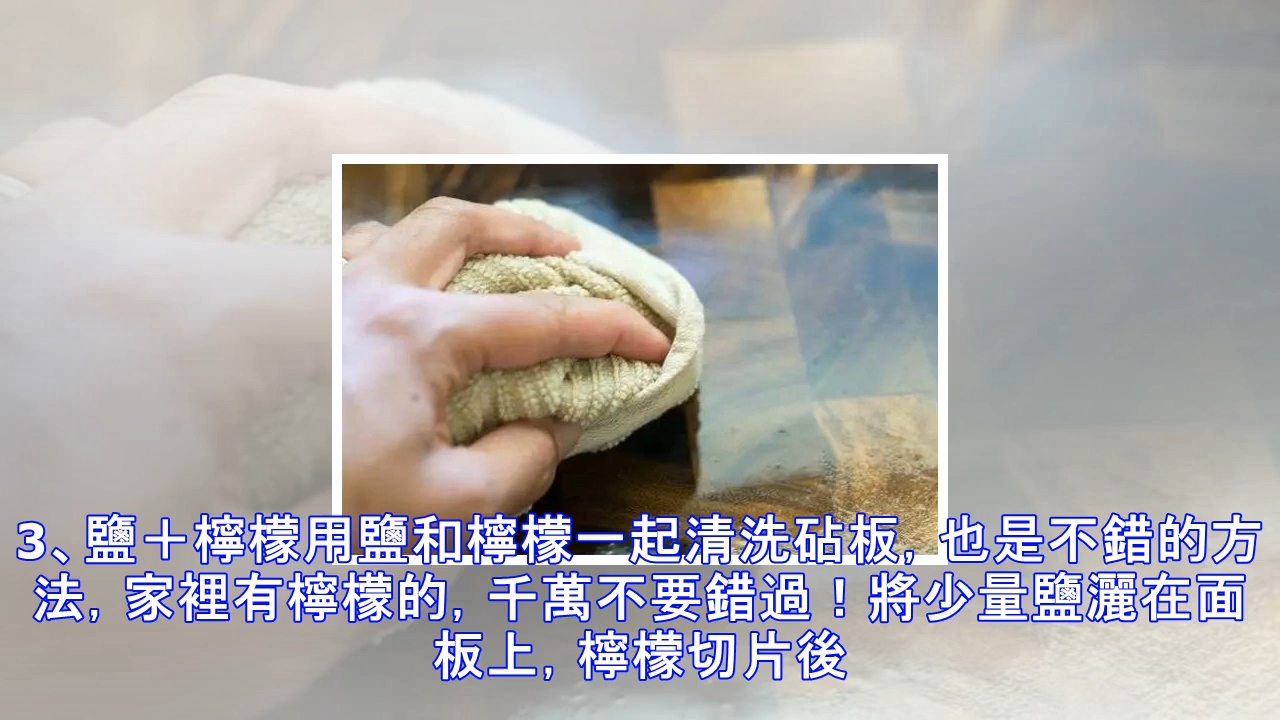 3、鹽＋檸檬用鹽和檸檬一起清洗砧板, 也是不錯的方
法, 家裡有檸檬的, 千萬不要錯過！將少量鹽灑在面
板上, 檸檬切片後